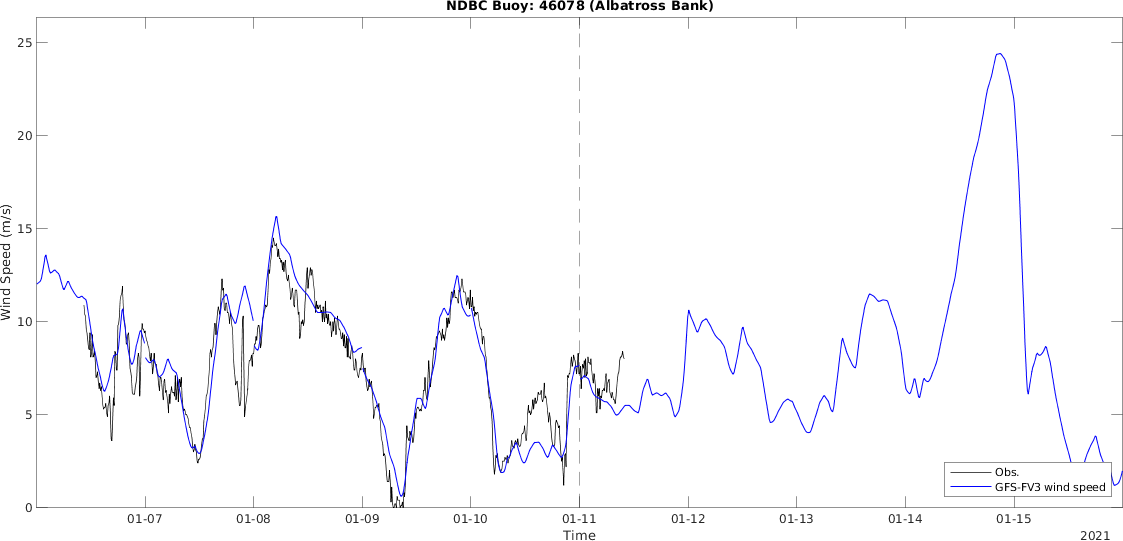 NDBC Buoy: 46078 (Albatross Bank)
Wind Speed (m/s)
25
20
15
10
5
0
01-07 01-08 01-09 01-10 01-11 01-12 01-13 01-14 01-15
Time
2021
Obs.
GFS-FV3 wind speed